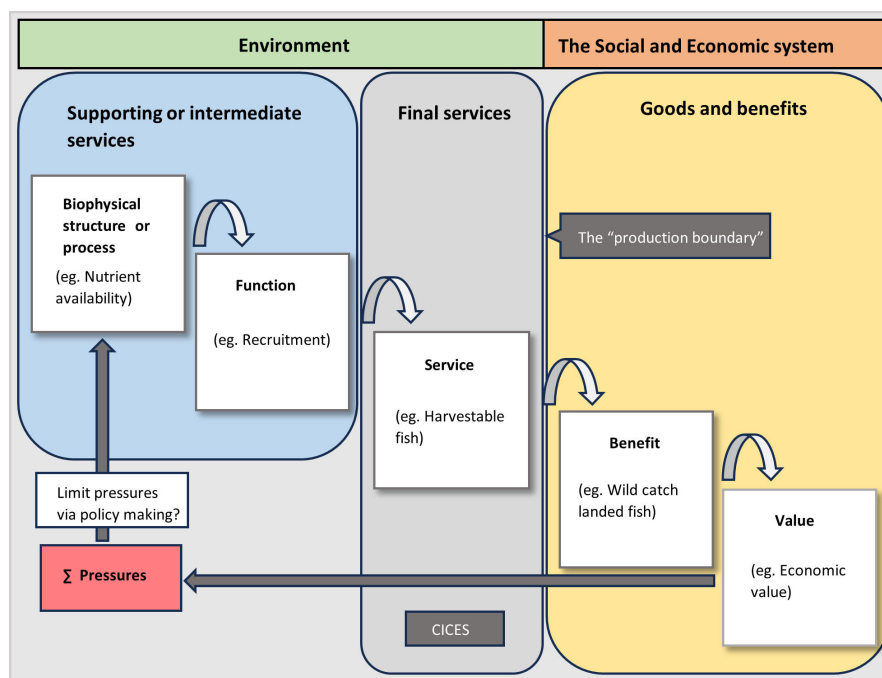 Environment
The Social and Economic system
Supporting or intermediate
services
Final services
Goods and benefits
Biophysical
structure or
process
(eg. Nutrient
availability)
The “production boundary”
Function
(eg. Recruitment)
Service
(eg. Harvestable
fish)
Benefit
(eg. Wild catch
landed fish)
Limit pressures
via policy making?
Value
(eg. Economic
value)
∑ Pressures
CICES